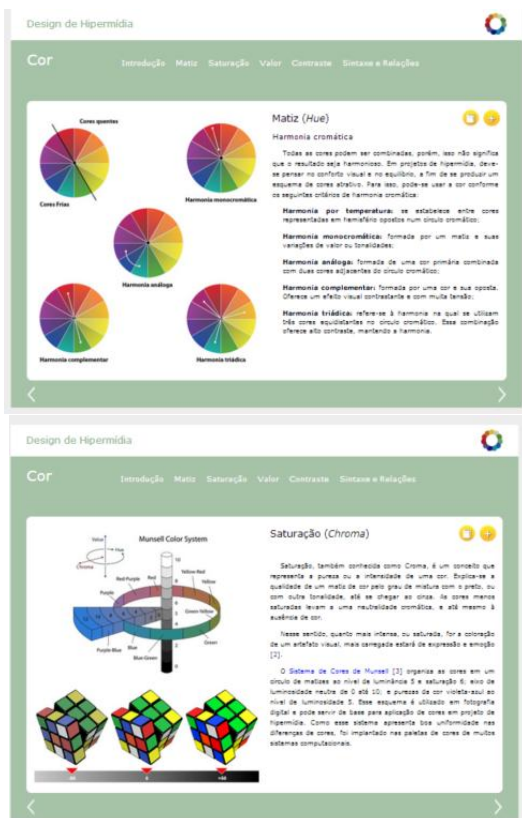 Design de Hipermídia
Cor
Introdução Matiz Saturação Valor Contraste Sintaxe e Relações
Cores quentes
Cores Frias
Harmonia monocromática
Harmonia análoga
Harmonia complementar
Harmonia triádica
Matiz (Hue)
Harmonia cromática
Todas as cores podem ser combinadas, porém, isso não significa
que o resultado seja harmonioso. Em projetos de hipermídia, deve-
se pensar no conforto visual e no equilíbrio, a fim de se produzir um
esquema de cores atrativo. Para isso, pode-se usar a cor conforme
os seguintes critérios de harmonia cromática:
Harmonia por temperatura: se estabelece entre cores
representadas em hemisfério opostos num círculo cromático;
Harmonia monocromática: formada por um matiz e suas
variações de valor ou tonalidades;
Harmonia análoga: formada de uma cor primária combinada
com duas cores adjacentes do círculo cromático;
Harmonia complementar: formada por uma cor e sua oposta.
Oferece um efeito visual contrastante e com muita tensão;
Harmonia triádica: refere-se à harmonia na qual se utilizam
três cores equidistantes no círculo cromático. Essa combinação
oferece alto contraste, mantendo a harmonia.
Design de Hipermídia
Cor
Introdução Matiz Saturação Valor Contraste Sintaxe e Relações
Munsell Color System
Value
Hue
Chroma
Red-Purple
Red
Yellow-Red
Yellow
Purple
Green-Yellow
Green
Purple-Blue
Blue
Blue-Green
Saturação (Chroma)
Saturação, também conhecida como Croma, é um conceito que
representa a pureza ou a intensidade de uma cor. Explica-se a
qualidade de um matiz de cor pelo grau de mistura com o preto, ou
com outra tonalidade, até se chegar ao cinza. As cores menos
saturadas levam a uma neutralidade cromática, e até mesmo à
ausência de cor.
Nesse sentido, quanto mais intensa, ou saturada, for a coloração
de um artefato visual, mais carregada estará de expressão e emoção
[2].
O Sistema de Cores de Munsell [3] organiza as cores em um
círculo de matizes ao nível de luminância 5 e saturação 6; eixo de
luminosidade neutra de 0 até 10; e purezas da cor violeta-azul ao
nível de luminosidade 5. Esse esquema é utilizado em fotografia
digital e pode servir de base para aplicação de cores em projeto de
hipermídia. Como esse sistema apresenta boa uniformidade nas
diferenças de cores, foi implantado nas paletas de cores de muitos
sistemas computacionais.